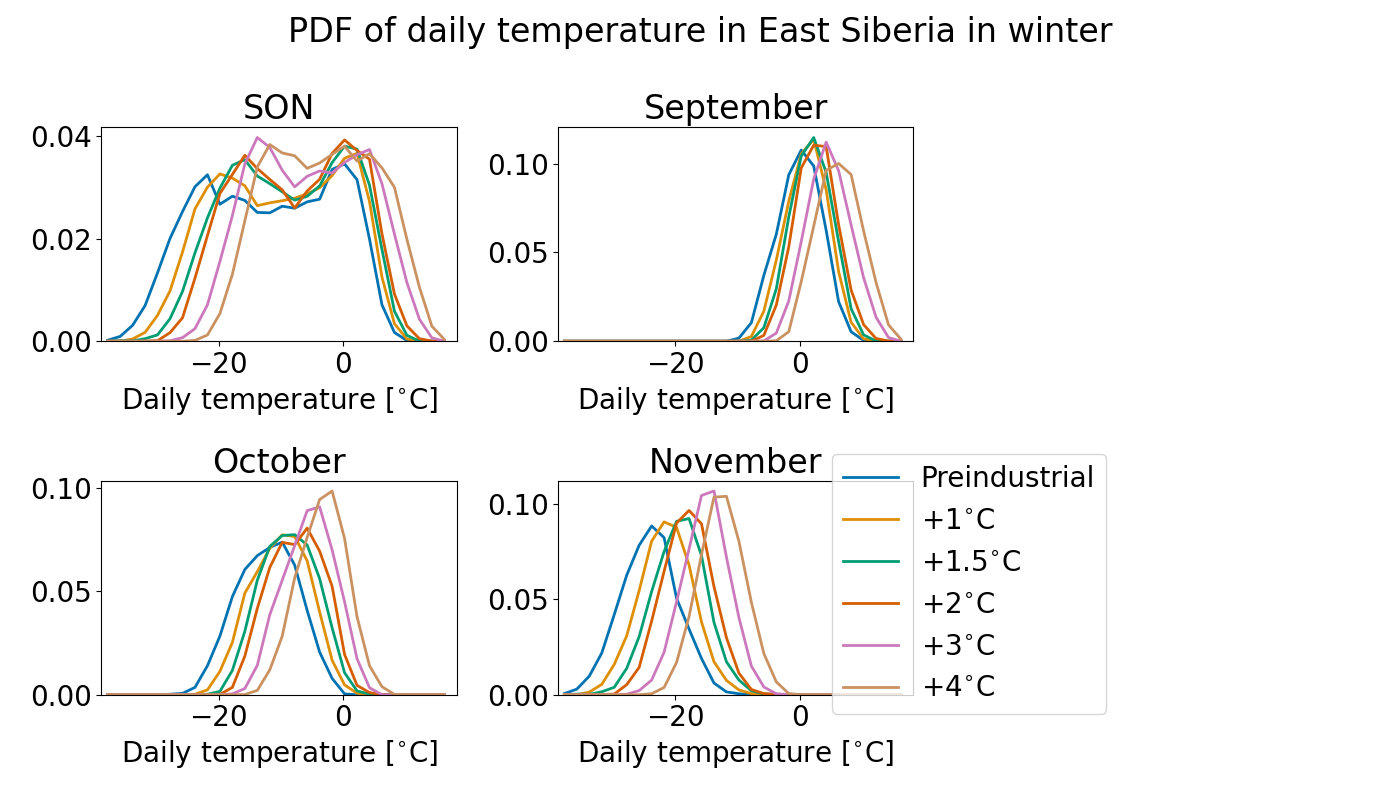 PDF of daily temperature in East Siberia in winter
SON
0.04
0.02
0.00
−20
0
Daily temperature [°C]
September
0.10
0.05
0.00
−20
0
Daily temperature [°C]
October
0.10
0.05
0.00
−20
0
Daily temperature [°C]
November
0.10
0.05
0.00
−20
0
Daily temperature [°C]
Preindustrial
+1°C
+1.5°C
+2°C
+3°C
+4°C